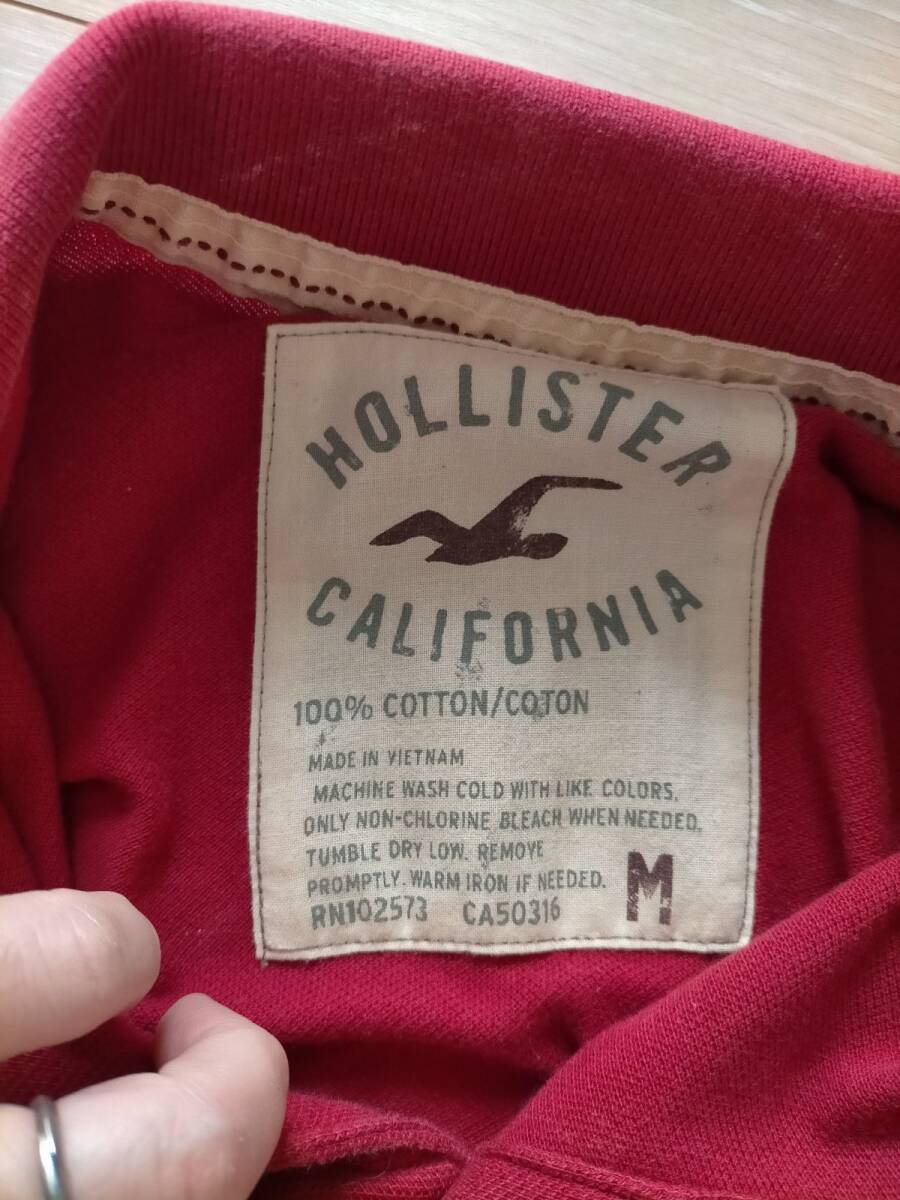 HOLLISTER
CALIFORNIA
100% COTTON/COTON
MADE IN VIETNAM
MACHINE WASH COLD WITH LIKE COLORS.
ONLY NON-CHLORINE BLEACH WHEN NEEDED.
TUMBLE DRY LOW. REMOVE
PROMPTLY. WARM IRON IF NEEDED.
RN102573 CA50316 M